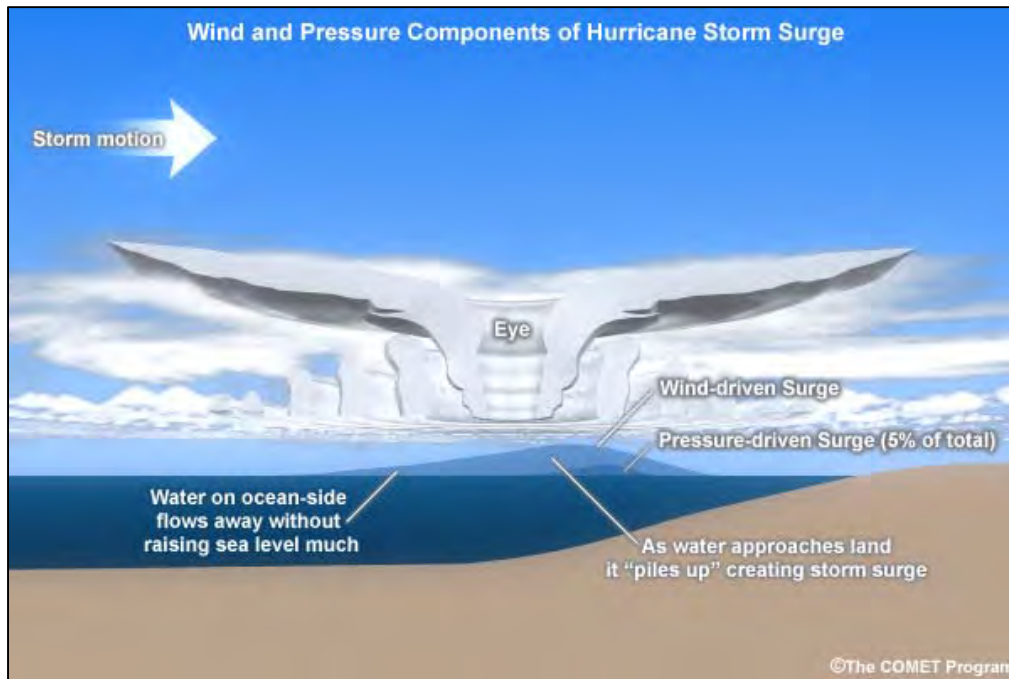 Wind and Pressure Components of Hurricane Storm Surge
Storm motion
Eye
Wind-driven Surge
Pressure-driven Surge (5% of total)
Water on ocean-side
flows away without
raising sea level much
As water approaches land
it “piles up” creating storm surge
©The COMET Program